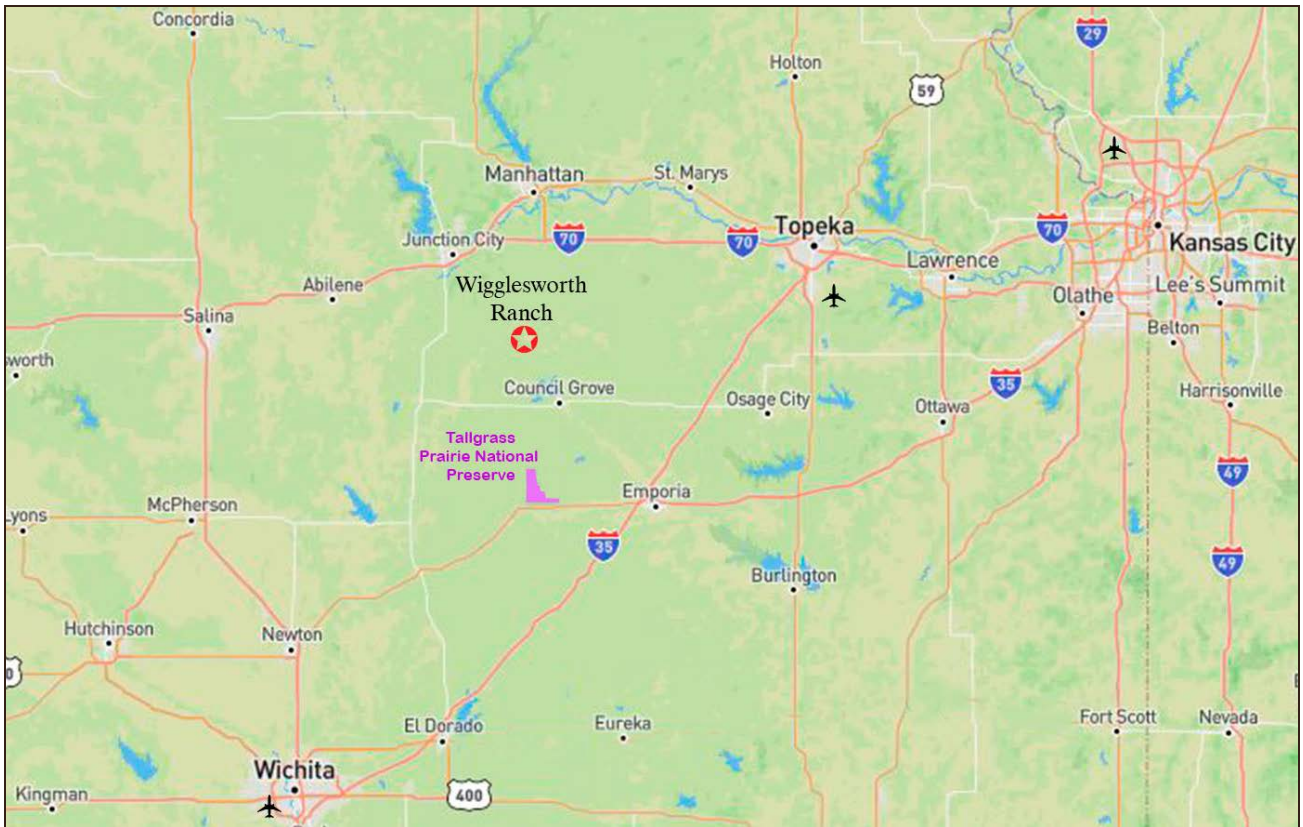 Concordia
29
Holton
59
Manhattan
St. Marys
Topeka
70
70
70
Junction City
Kansas City
Lawrence
Abilene
Wigglesworth
Ranch
Olathe
Lee's Summit
Salina
Belton
sworth
35
Council Grove
Osage City
Ottawa
Harrisonville
Tallgrass
Prairie National
Preserve
49
Emporia
McPherson
Lyons
35
49
Burlington
Hutchinson
Newton
0
El Dorado
Eureka
Fort Scott
Nevada
Wichita
Kingman
400